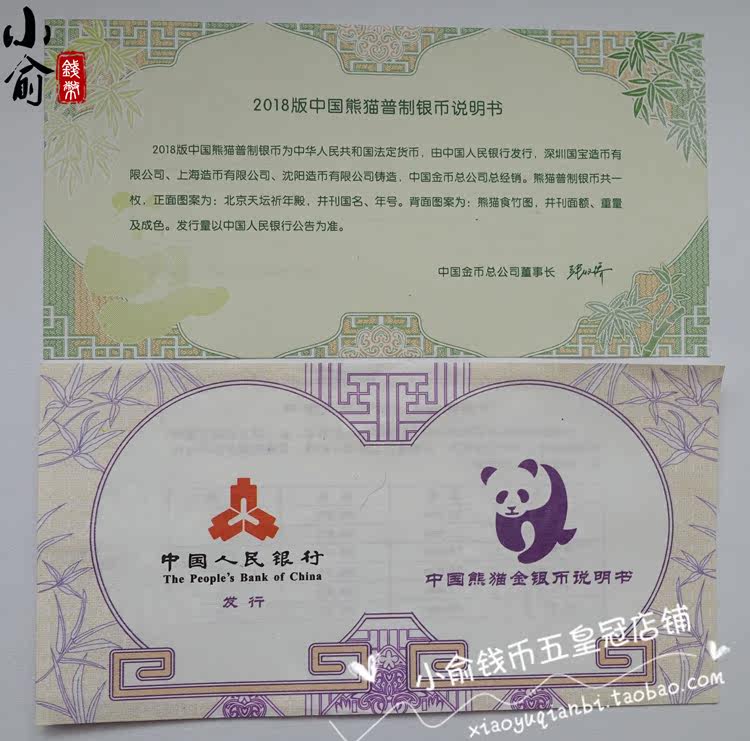 小俞
錢幣
2018版中国熊猫普制银币说明书
2018版中国熊猫普制银币为中华人民共和国法定货币，由中国人民银行发行，深圳国宝造币有
限公司、上海造币有限公司、沈阳造币有限公司铸造，中国金币总公司总经销。熊猫普制银币共一
枚，正面图案为：北京天坛祈年殿，并刊国名、年号。背面图案为：熊猫食竹图，并刊面额、重量
及成色。发行量以中国人民银行公告为准。
中国金币总公司董事长
中国人民银行
The People's Bank of China
发行
中国熊猫金银币说明书
小俞钱币五皇冠店铺
xiaoyuqianbi.taobao.com